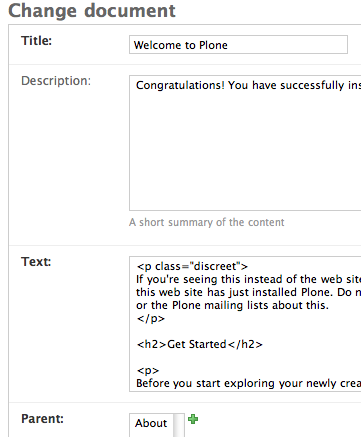 Change document
Title:
Welcome to Plone
Description:
Congratulations! You have successfully ins
A short summary of the content
Text:
<p class="discreet">
If you're seeing this instead of the web site
this web site has just installed Plone. Do n
or the Plone mailing lists about this.
</p>
<h2>Get Started</h2>
<p>
Before you start exploring your newly crea
Parent:
About